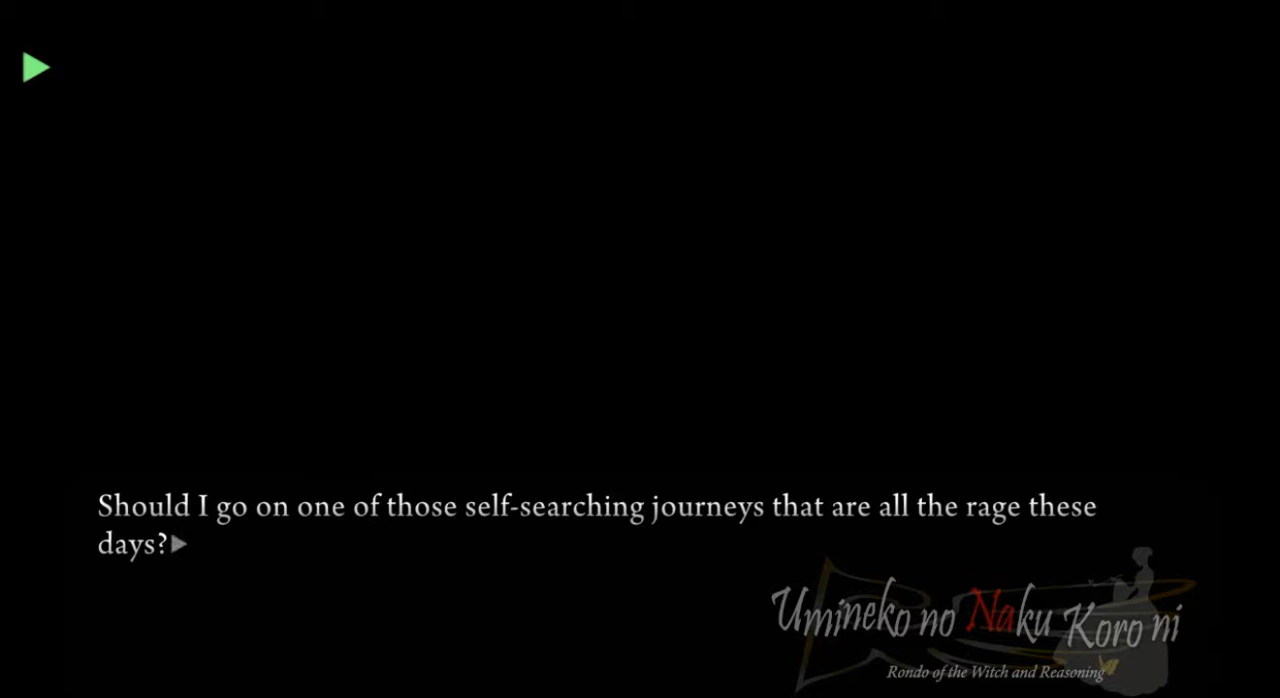 Should I go on one of those self-searching journeys that are all the rage these
days?
Umineko no Naku Koro ni
Rondo of the Witch and Reasoning